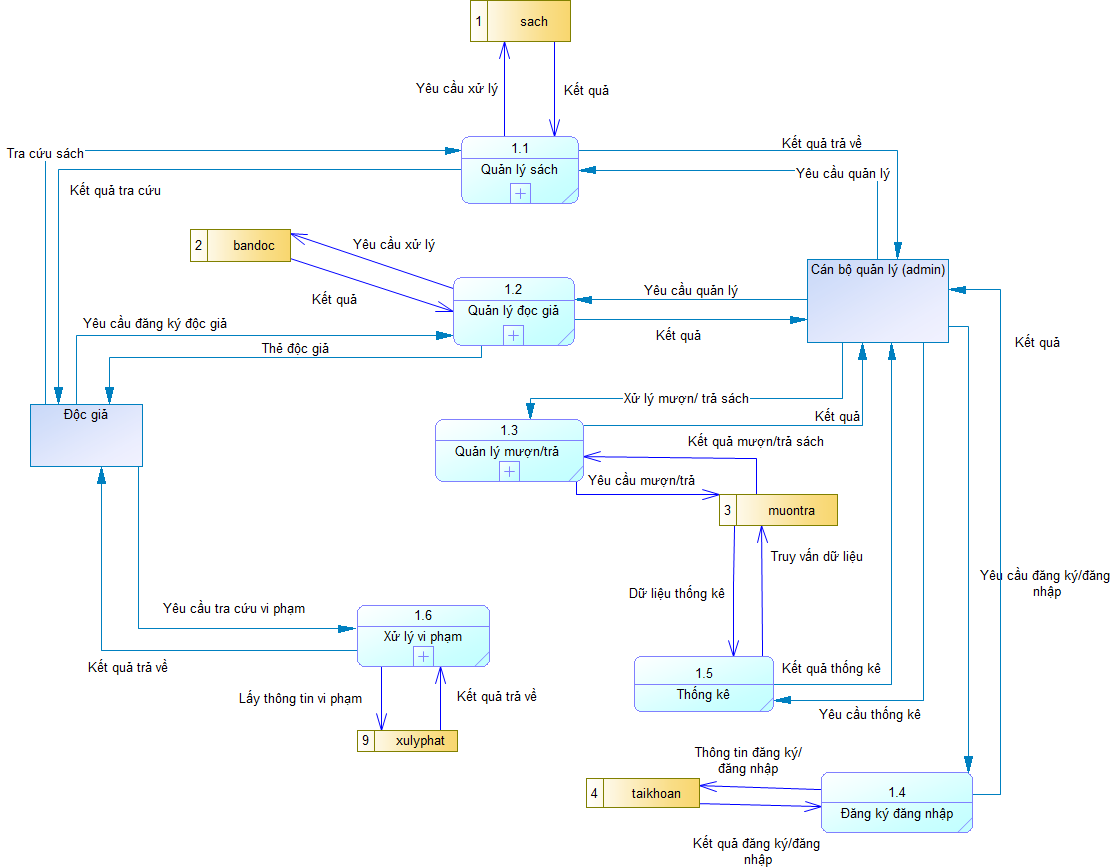 1 sach
Yêu cầu xử lý
Kết quả
Tra cứu sách
1.1
Quản lý sách
Kết quả trả về
Yêu cầu quản lý
Kết quả tra cứu
2 bandoc
Yêu cầu xử lý
Kết quả
1.2
Quản lý đọc giả
Yêu cầu quản lý
Kết quả
Cán bộ quản lý (admin)
Yêu cầu đăng ký độc giả
Thẻ độc giả
Kết quả
Độc giả
Xử lý mượn/ trả sách
Kết quả
1.3
Quản lý mượn/trả
Kết quả mượn/trả sách
Yêu cầu mượn/trả
3 muontra
Truy vấn dữ liệu
Dữ liệu thống kê
Yêu cầu đăng ký/đăng
nhập
Yêu cầu tra cứu vi phạm
1.6
Xử lý vi phạm
Kết quả trả về
Lấy thông tin vi phạm
Kết quả trả về
9 xulyphat
1.5
Thống kê
Kết quả thống kê
Yêu cầu thống kê
Thông tin đăng ký/
đăng nhập
4 taikhoan
1.4
Đăng ký đăng nhập
Kết quả đăng ký/đăng
nhập